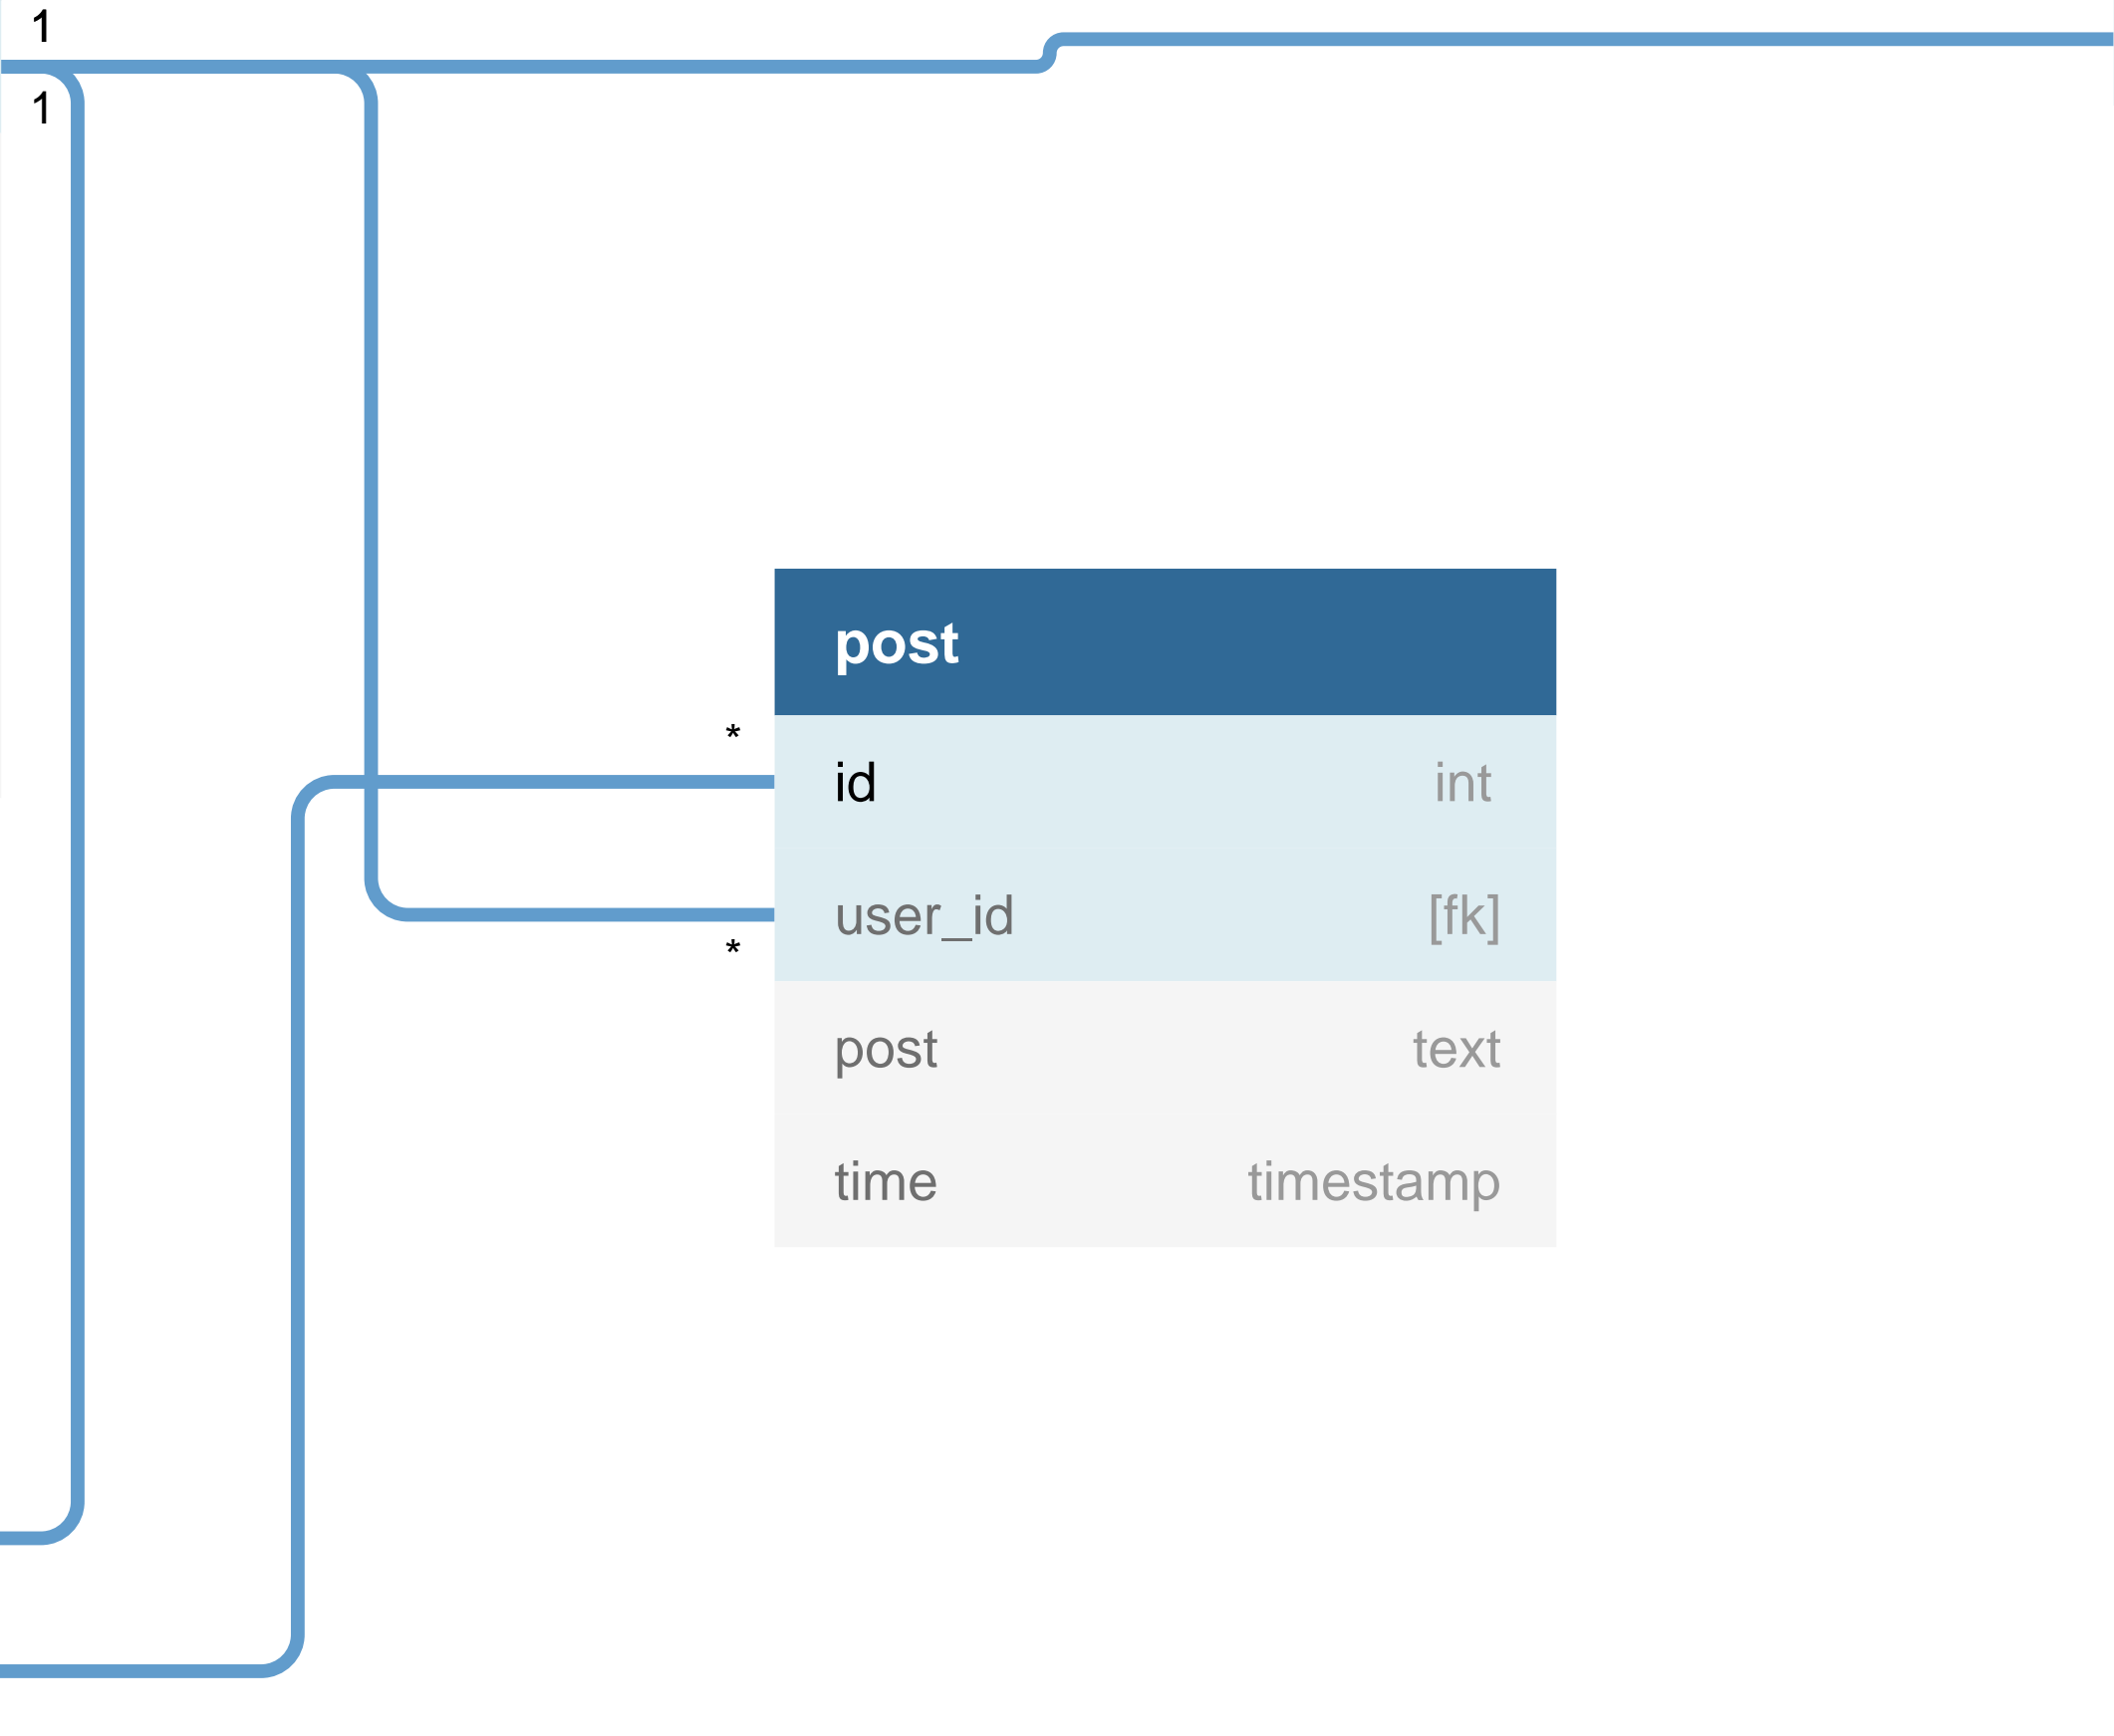 1
1
post
*
id int
user_id [fk]
*
post text
time timestamp